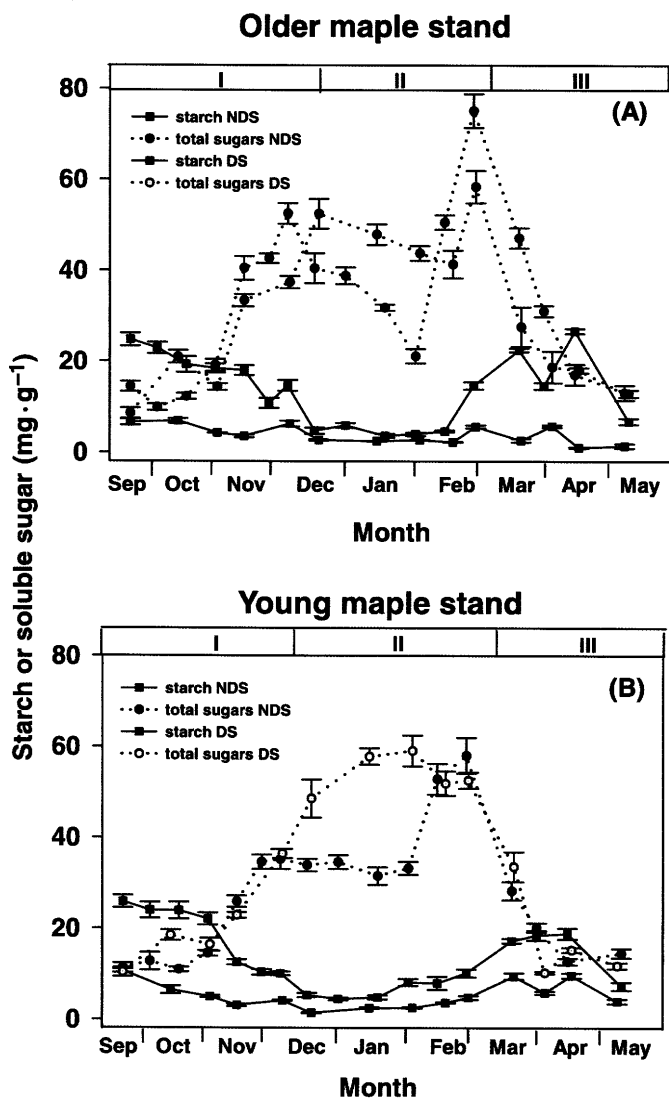 Older maple stand
I II III
80 (A)
starch NDS
total sugars NDS
starch DS
total sugars DS
60
40
20
0
Sep Oct Nov Dec Jan Feb Mar Apr May
Month
Starch or soluble sugar (mg·g⁻¹)
Young maple stand
I II III
80 (B)
starch NDS
total sugars NDS
starch DS
total sugars DS
60
40
20
0
Sep Oct Nov Dec Jan Feb Mar Apr May
Month